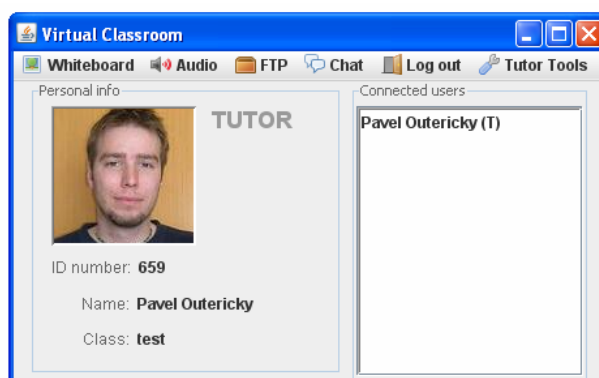 Virtual Classroom
Whiteboard Audio FTP Chat Log out Tutor Tools
Personal info
TUTOR
ID number: 659
Name: Pavel Outericky
Class: test
Connected users
Pavel Outericky (T)